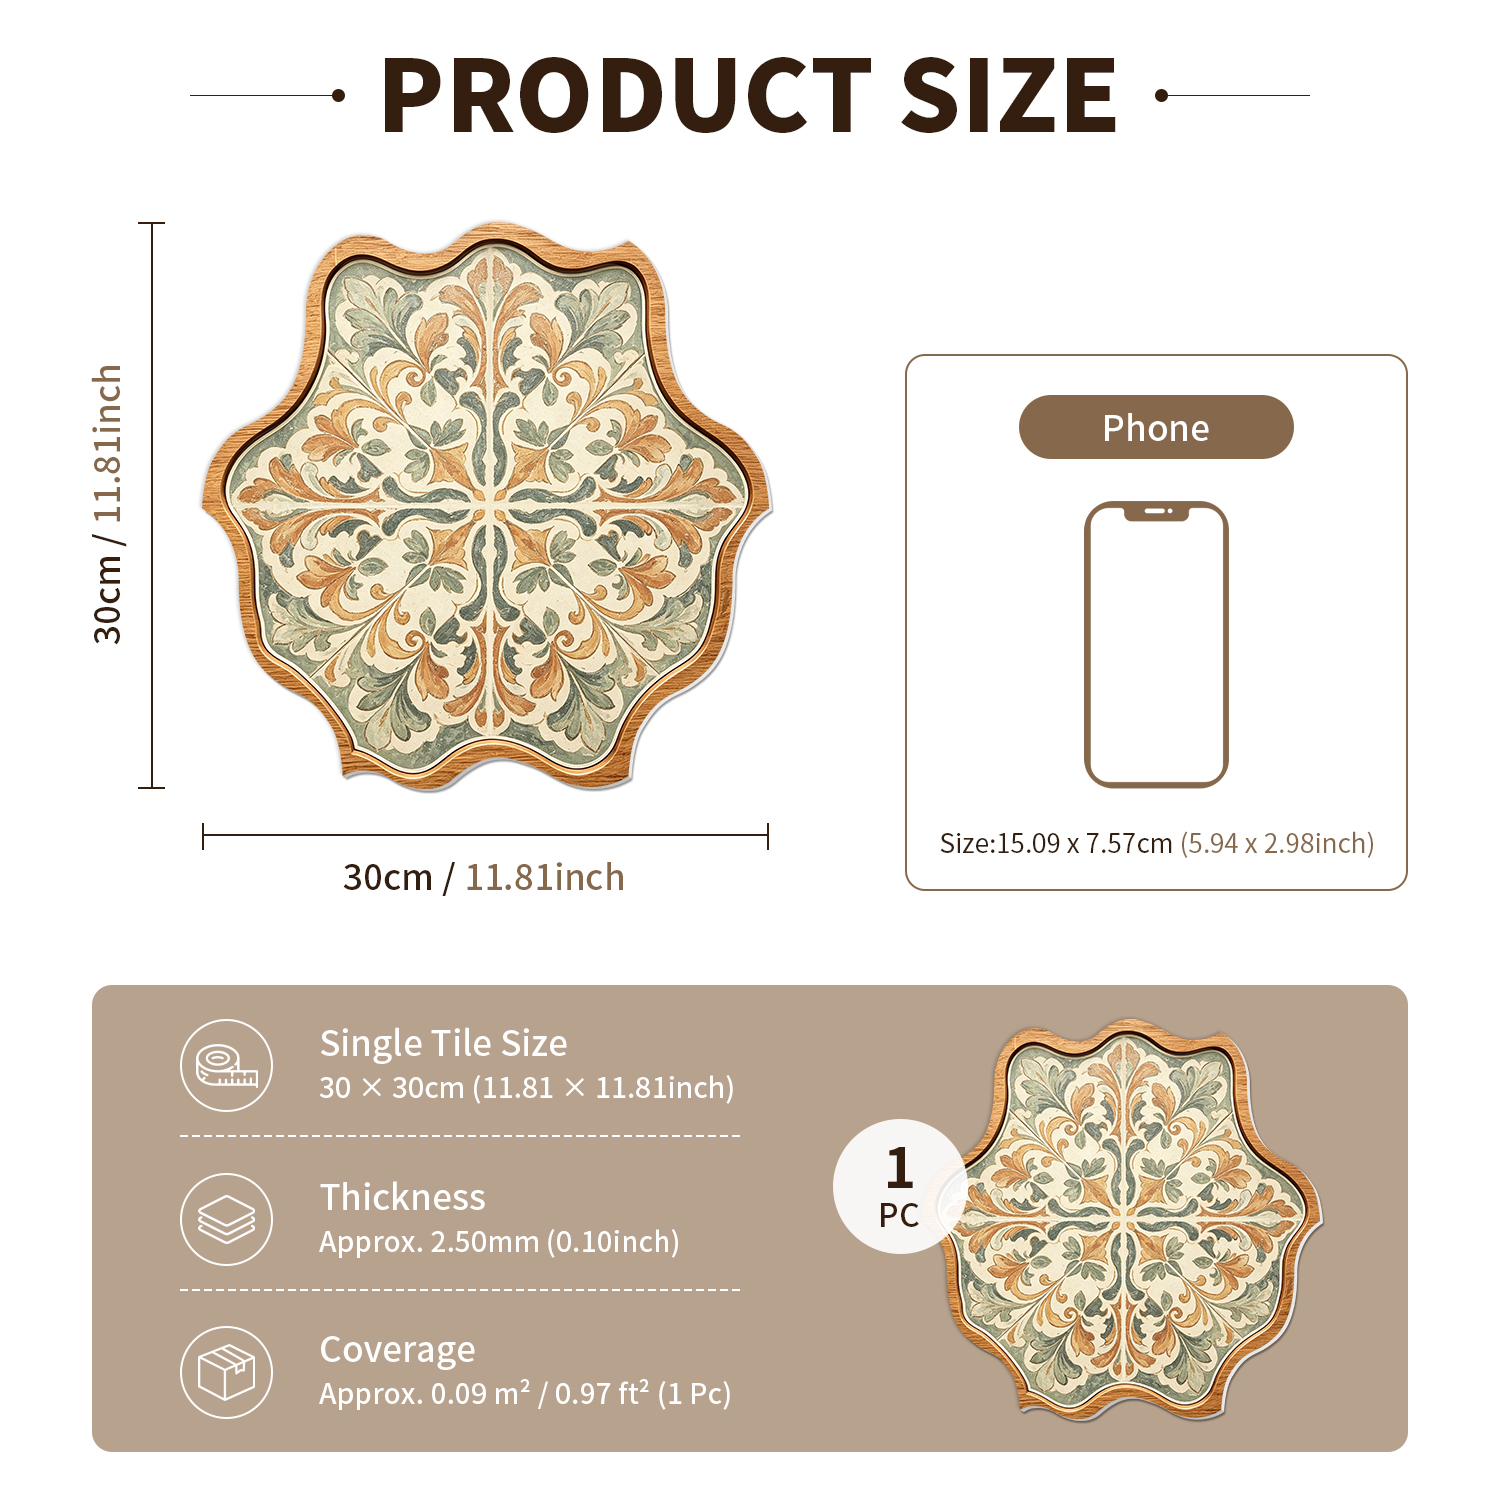 PRODUCT SIZE
30cm / 11.81inch
30cm / 11.81inch
Phone
Size:15.09 x 7.57cm (5.94 x 2.98inch)
Single Tile Size
30 × 30cm (11.81 × 11.81inch)
Thickness
Approx. 2.50mm (0.10inch)
Coverage
Approx. 0.09 m² / 0.97 ft² (1 Pc)
1
PC